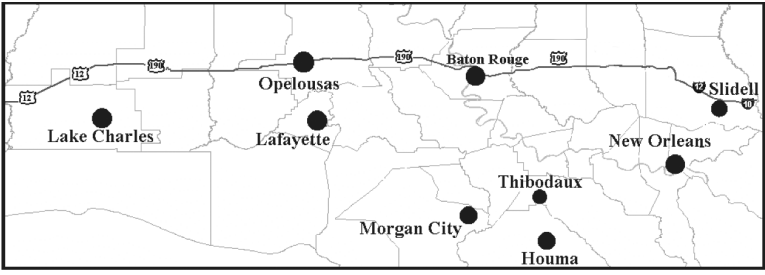 190
Baton Rouge
190
190
12
Opelousas
12
12
Slidell
10
Lake Charles
Lafayette
New Orleans
Thibodaux
Morgan City
Houma